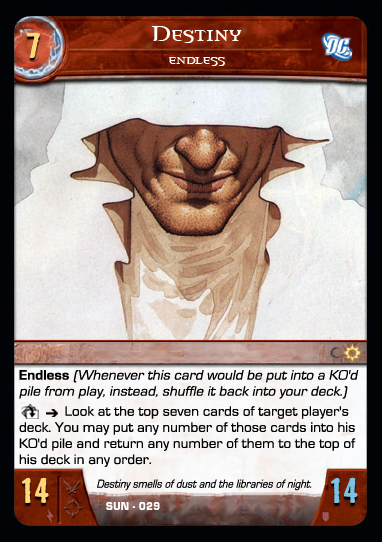 7
Destiny
ENDLESS
DC
Endless (Whenever this card would be put into a KO'd
pile from play, instead, shuffle it back into your deck.)
➔ Look at the top seven cards of target player's
deck. You may put any number of those cards into his
KO'd pile and return any number of them to the top of
his deck in any order.
Destiny smells of dust and the libraries of night.
14
14
SUN - 029